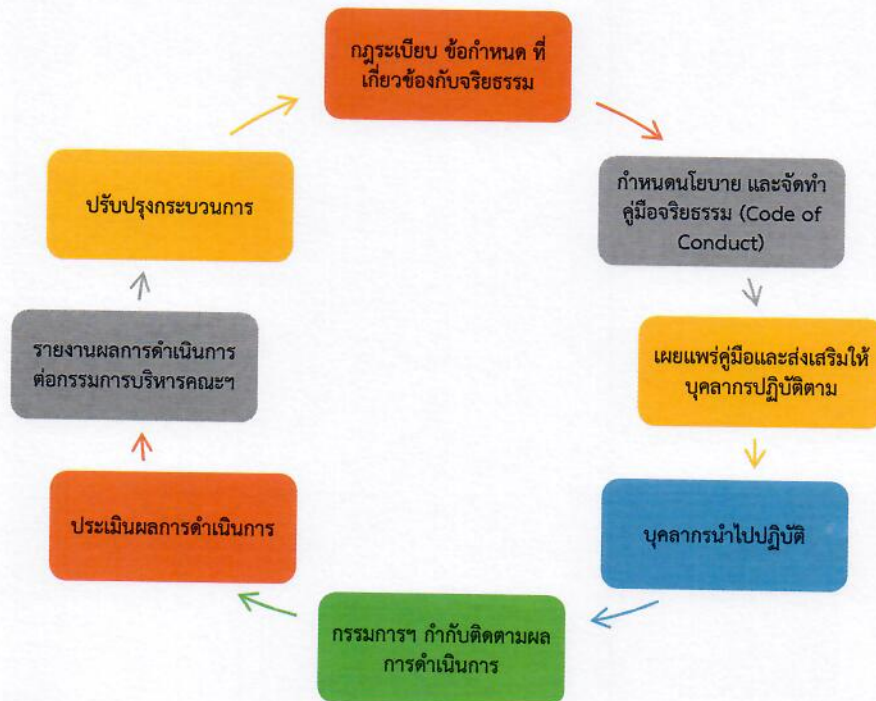 กฎระเบียบ ข้อกำหนด ที่
เกี่ยวข้องกับจริยธรรม
กำหนดนโยบาย และจัดทำ
คู่มือจริยธรรม (Code of
Conduct)
เผยแพร่คู่มือและส่งเสริมให้
บุคลากรปฏิบัติตาม
บุคลากรนำไปปฏิบัติ
กรรมการฯ กำกับติดตามผล
การดำเนินการ
ประเมินผลการดำเนินการ
รายงานผลการดำเนินการ
ต่อกรรมการบริหารคณะฯ
ปรับปรุงกระบวนการ